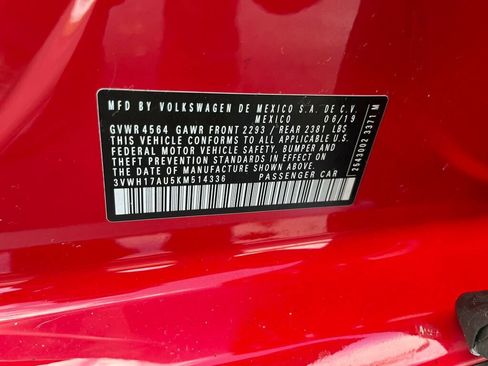 MFD BY VOLKSWAGEN DE MEXICO S.A. DE C.V.
MEXICO 06/19
GVWR 4564 GAWR FRONT 2293 / REAR 2381 LBS
THIS VEHICLE CONFORMS TO ALL APPLICABLE U.S.
FEDERAL MOTOR VEHICLE SAFETY, BUMPER AND
THEFT PREVENTION STANDARDS IN EFFECT ON
THE DATE OF MANUFACTURE SHOWN ABOVE.
3VWH17AU5KM514336 PASSENGER CAR
2543002 3371 M